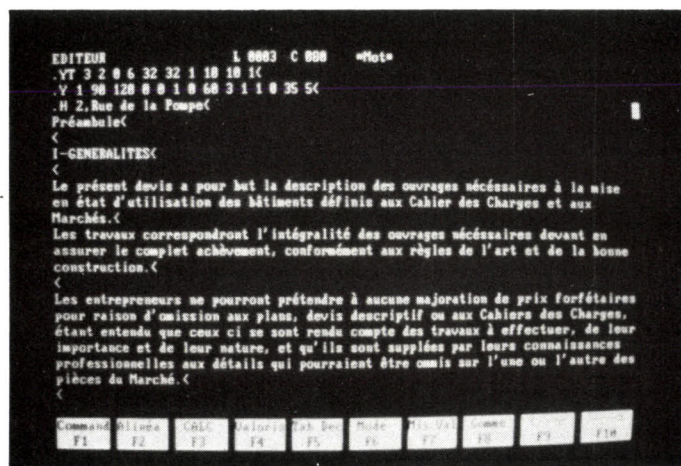 EDITEUR L 0003 C 080 *Mot*
.YT 3 2 0 6 32 32 1 10 10 1<
.Y 1 90 120 0 0 1 0 60 3 1 1 0 35 5<
.H 2,Rue de la Pompe<
Préambule<
<
I-GENERALITES<
<
Le présent devis a pour but la description des ouvrages nécéssaires à la mise
en état d'utilisation des bâtiments définis aux Cahier des Charges et aux
Marchés.<
Les travaux correspondront l'intégralité des ouvrages nécéssaires devant en
assurer le complet achèvement, conformément aux règles de l'art et de la bonne
construction.<
<
Les entrepreneurs ne pourront prétendre à aucune majoration de prix forfétaires
pour raison d'omission aux plans, devis descriptif ou aux Cahiers des Charges,
étant entendu que ceux ci se sont rendu compte des travaux à effectuer, de leur
importance et de leur nature, et qu'ils sont supplées par leurs connaissances
professionnelles aux détails qui pourraient être omis sur l'une ou l'autre des
pièces du Marché.<
<
Command Alinéa CALC Valoris Tab Dec Mode Mis Val Comme
F1 F2 F3 F4 F5 F6 F7 F8 F9 F10